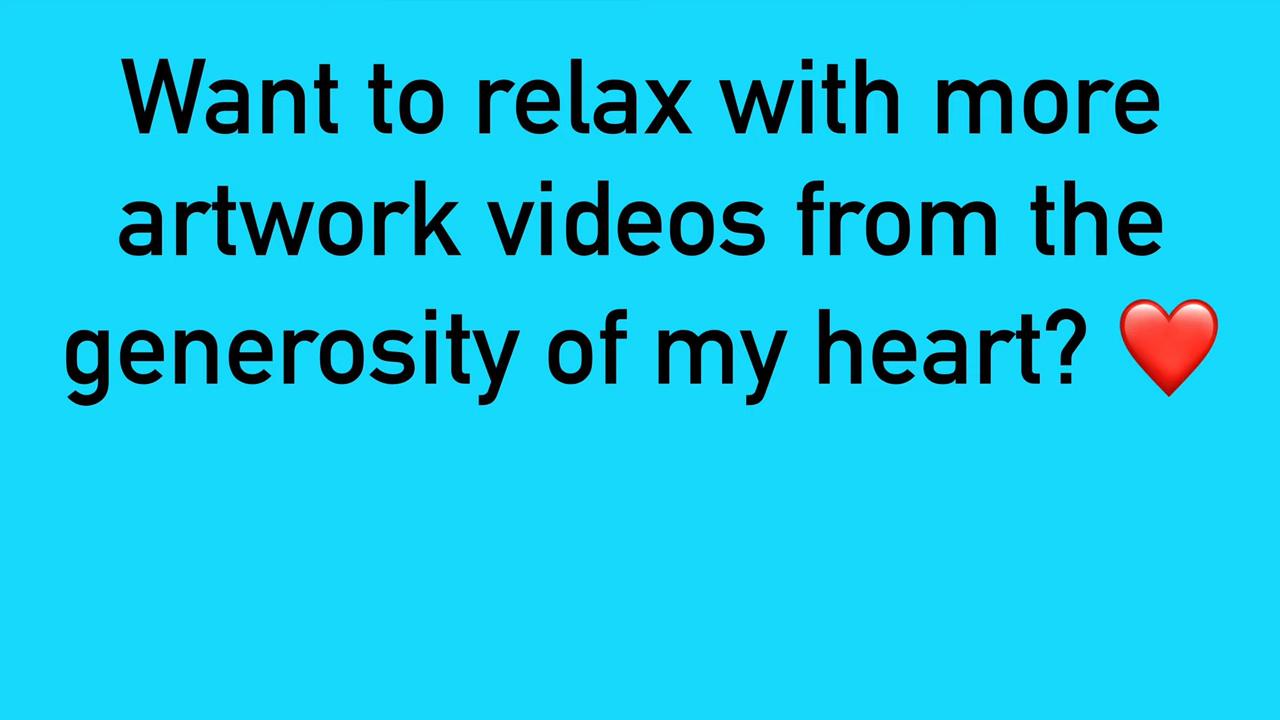 Want to relax with more
artwork videos from the
generosity of my heart? ❤️